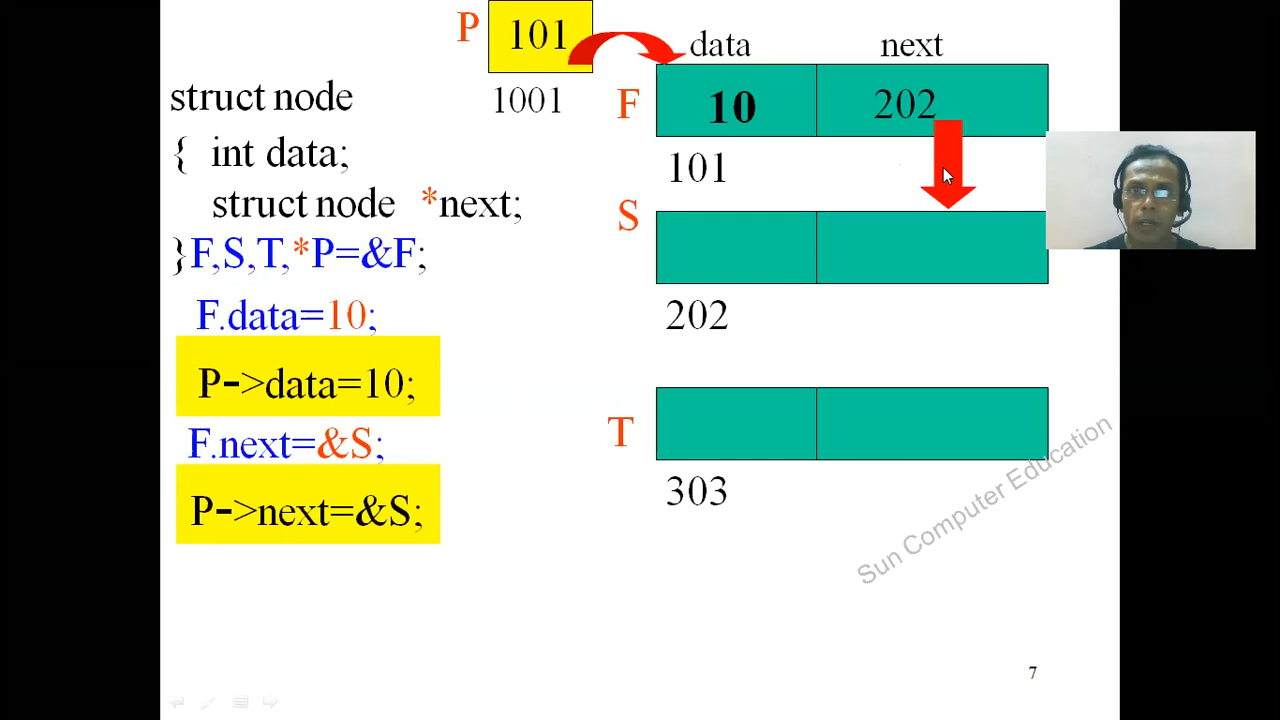 P 101
1001
data next
F 10 202
101
S
202
T
303
struct node
{ int data;
struct node *next;
}F,S,T,*P=&F;
F.data=10;
P->data=10;
F.next=&S;
P->next=&S;
Sun Computer Education
7